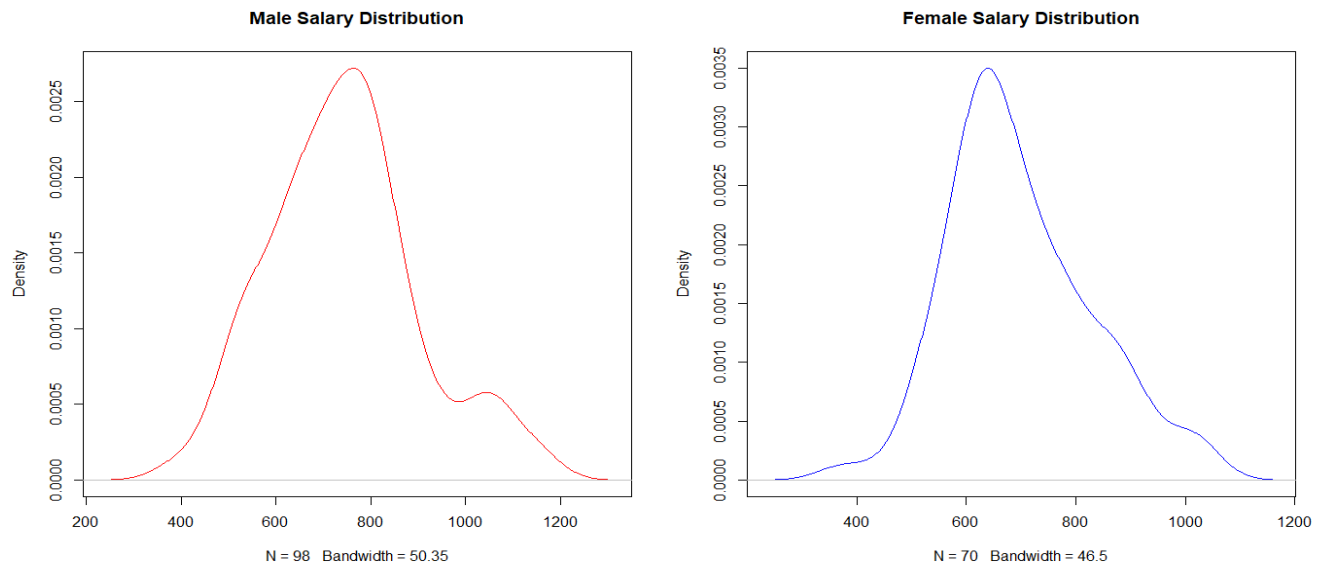 Male Salary Distribution
Density
0.0000 0.0005 0.0010 0.0015 0.0020 0.0025
200 400 600 800 1000 1200
N = 98 Bandwidth = 50.35
Female Salary Distribution
Density
0.0000 0.0005 0.0010 0.0015 0.0020 0.0025 0.0030 0.0035
400 600 800 1000 1200
N = 70 Bandwidth = 46.5